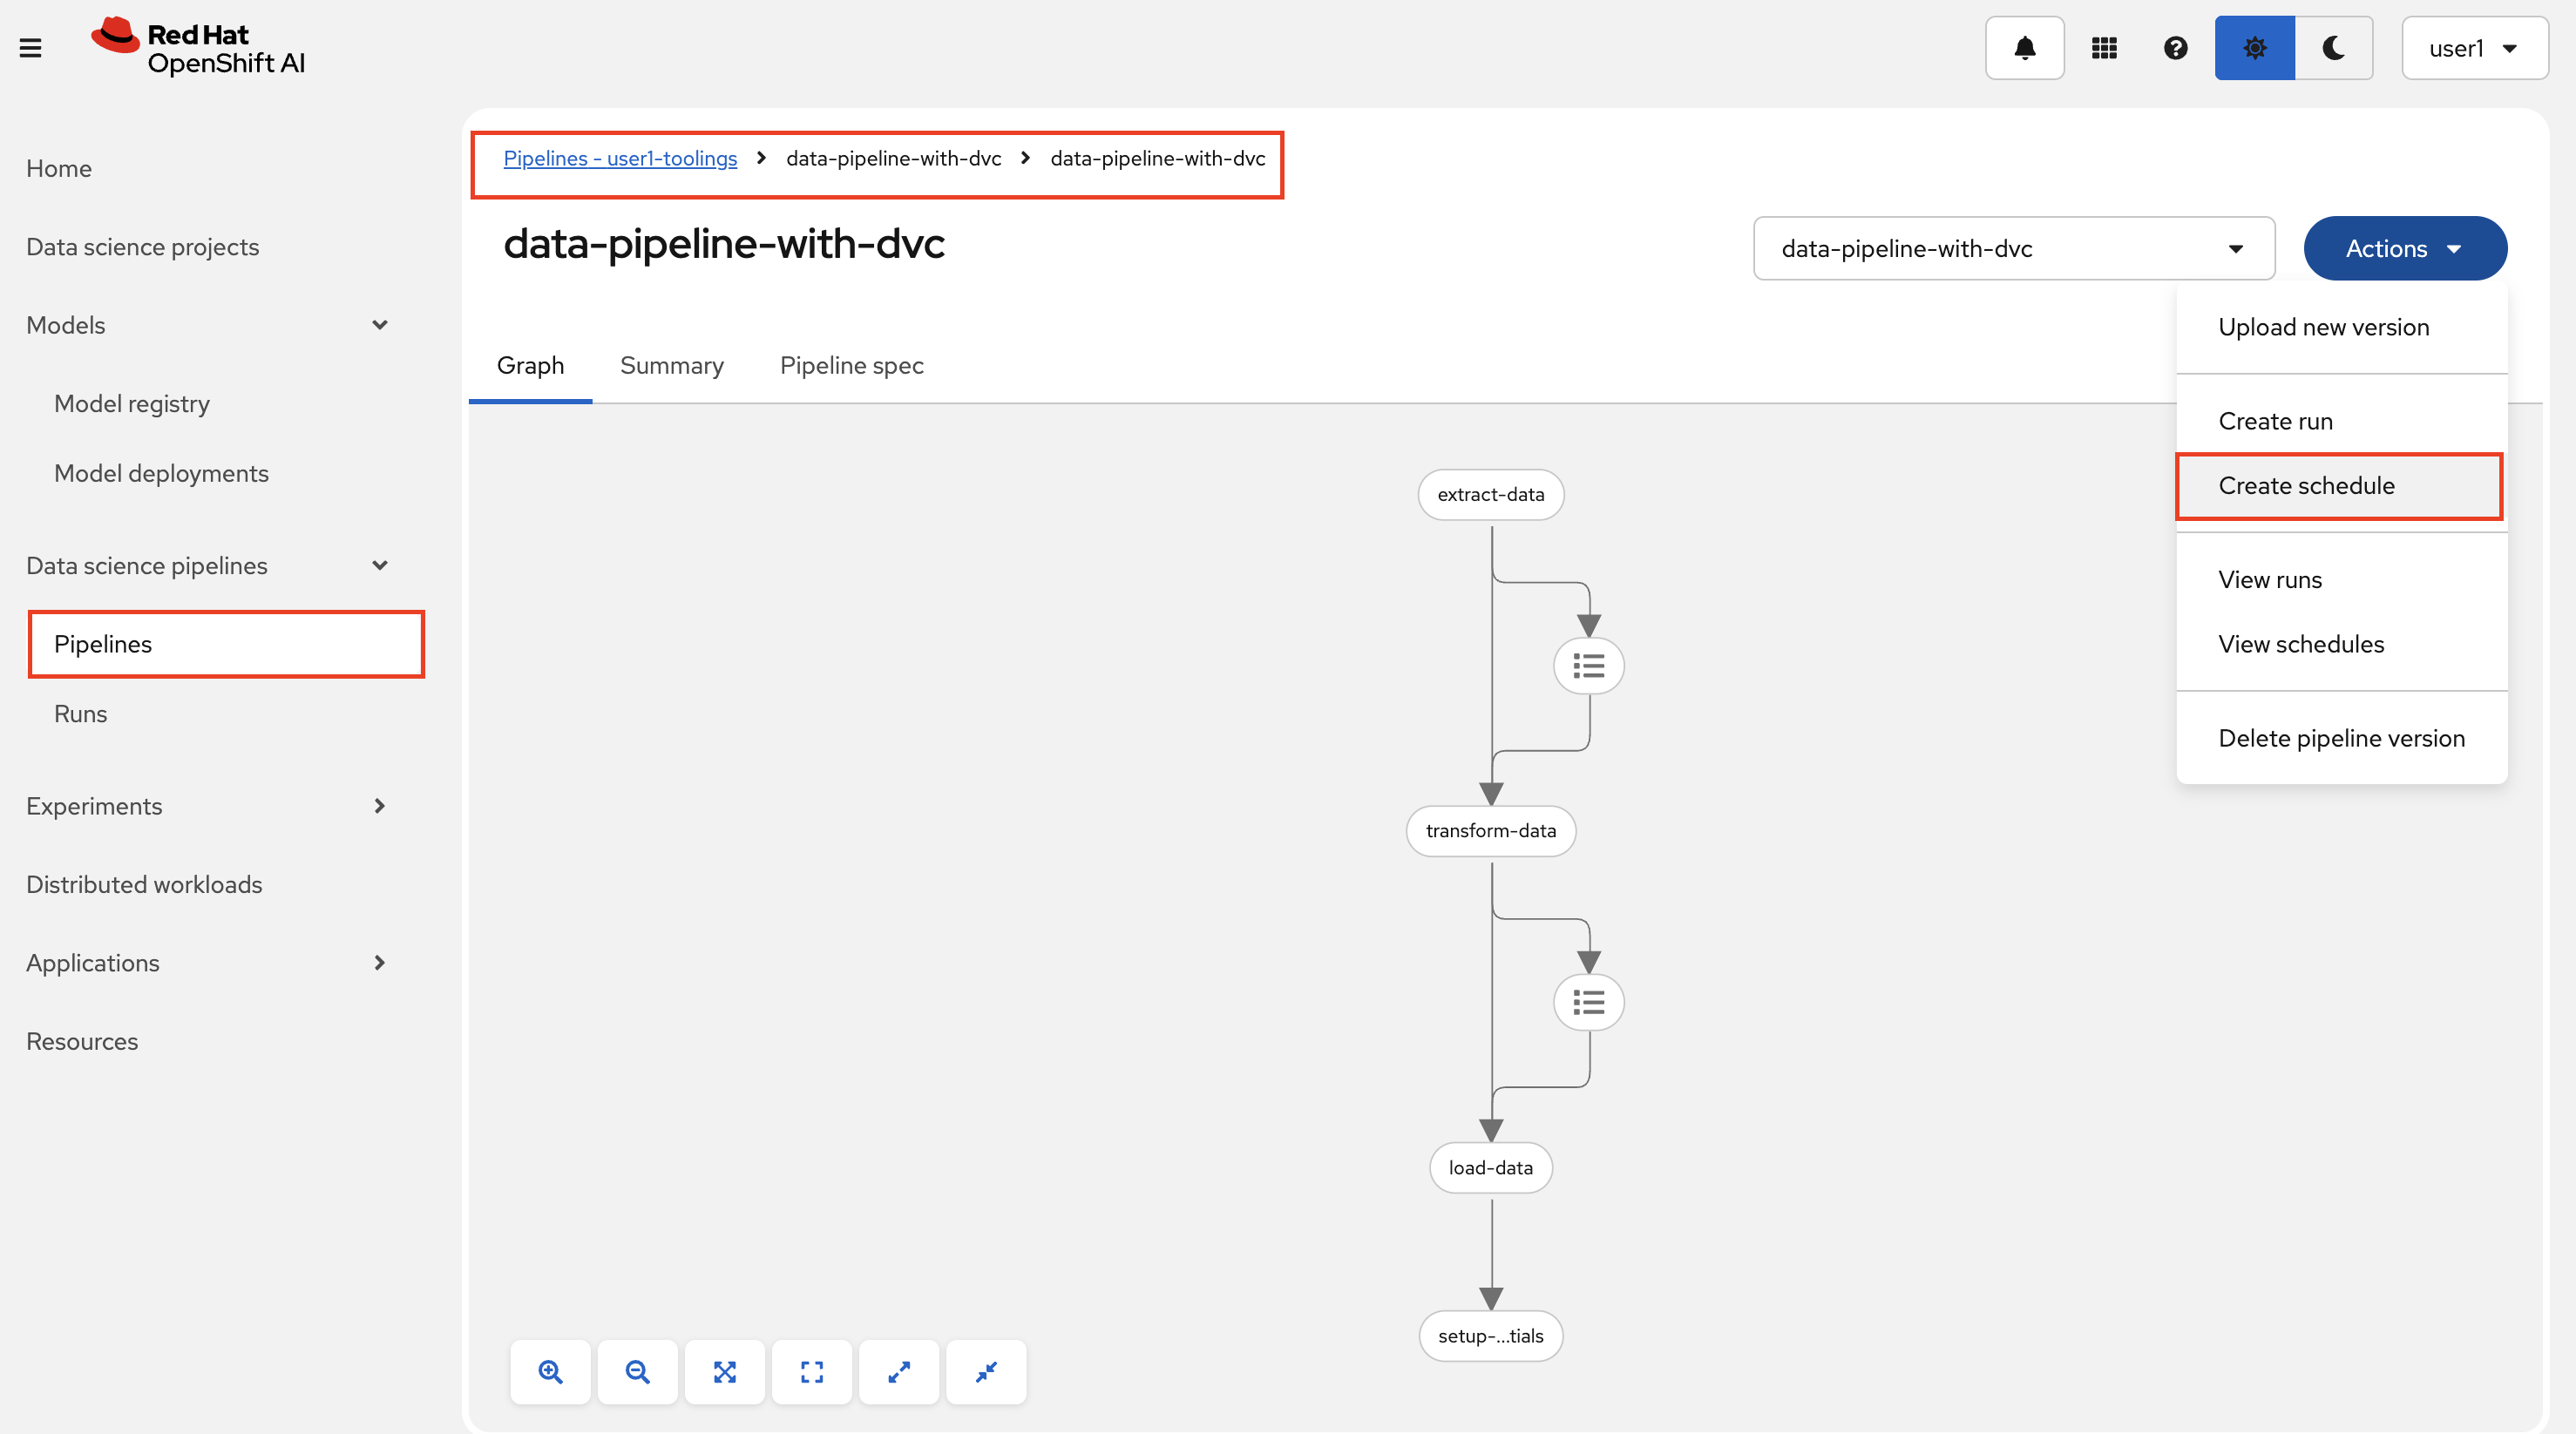 Red Hat
OpenShift AI
user1
Home
Data science projects
Models
Model registry
Model deployments
Data science pipelines
Pipelines
Runs
Experiments
Distributed workloads
Applications
Resources
Pipelines - user1-toolings > data-pipeline-with-dvc > data-pipeline-with-dvc
data-pipeline-with-dvc
data-pipeline-with-dvc
Actions
Upload new version
Create run
Create schedule
View runs
View schedules
Delete pipeline version
Graph Summary Pipeline spec
extract-data
transform-data
load-data
setup-...tials